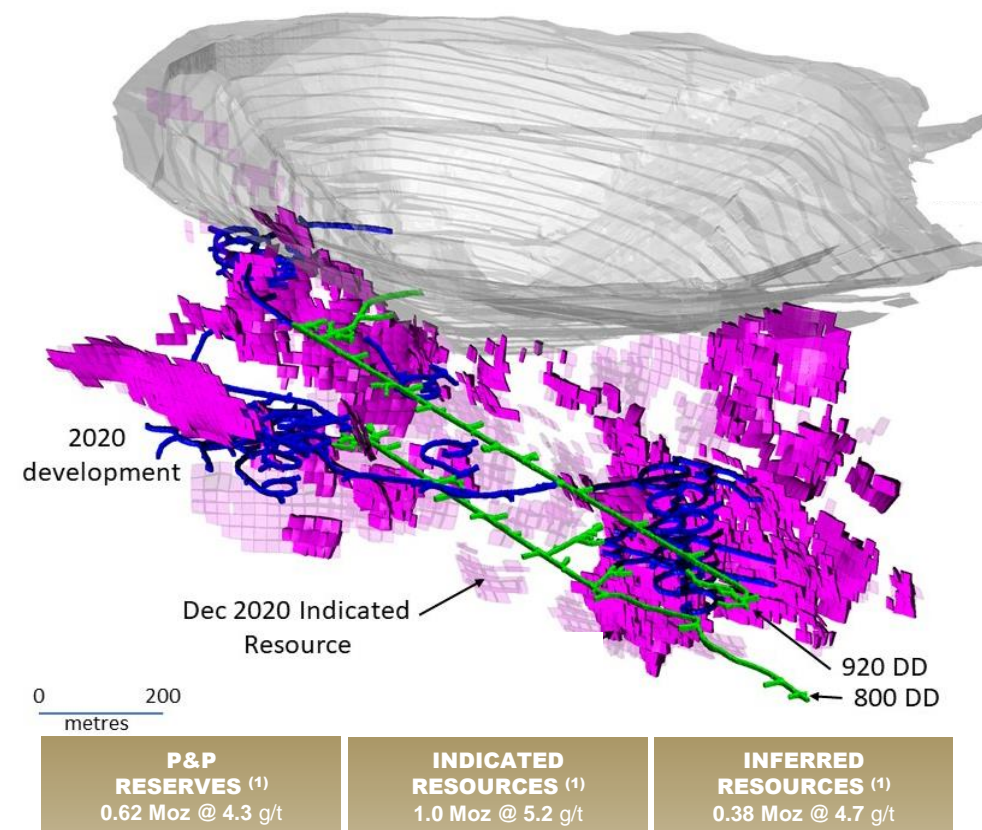 2020
development
Dec 2020 Indicated
Resource
920 DD
800 DD
0 200
metres
P&P
RESERVES (1)
0.62 Moz @ 4.3 g/t
INDICATED
RESOURCES (1)
1.0 Moz @ 5.2 g/t
INFERRED
RESOURCES (1)
0.38 Moz @ 4.7 g/t